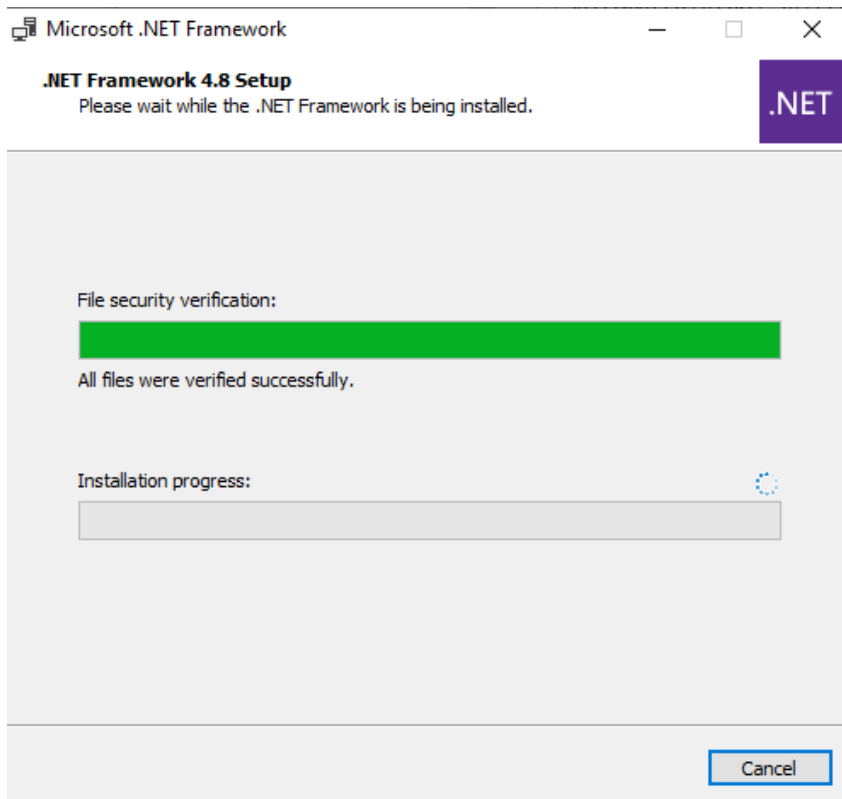 Microsoft .NET Framework
.NET Framework 4.8 Setup
Please wait while the .NET Framework is being installed.
.NET
File security verification:
All files were verified successfully.
Installation progress:
Cancel